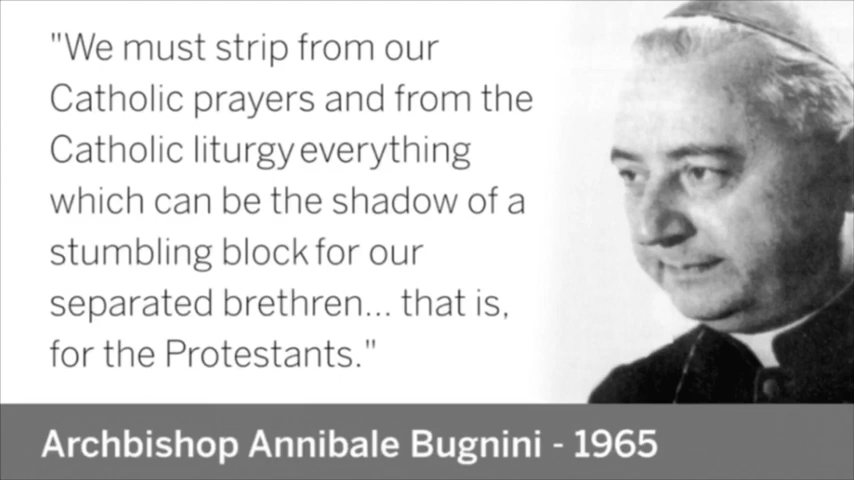 "We must strip from our
Catholic prayers and from the
Catholic liturgy everything
which can be the shadow of a
stumbling block for our
separated brethren... that is,
for the Protestants."
Archbishop Annibale Bugnini - 1965